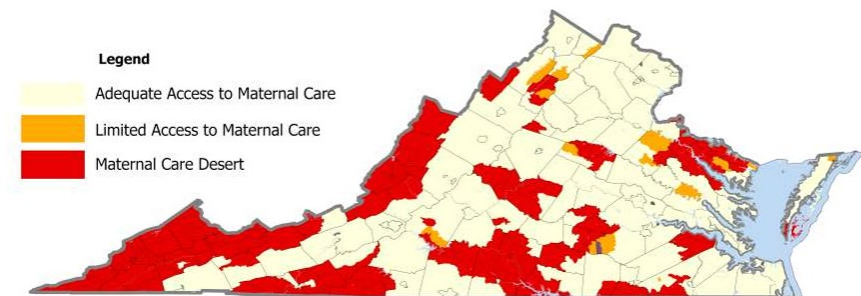 Legend
Adequate Access to Maternal Care
Limited Access to Maternal Care
Maternal Care Desert